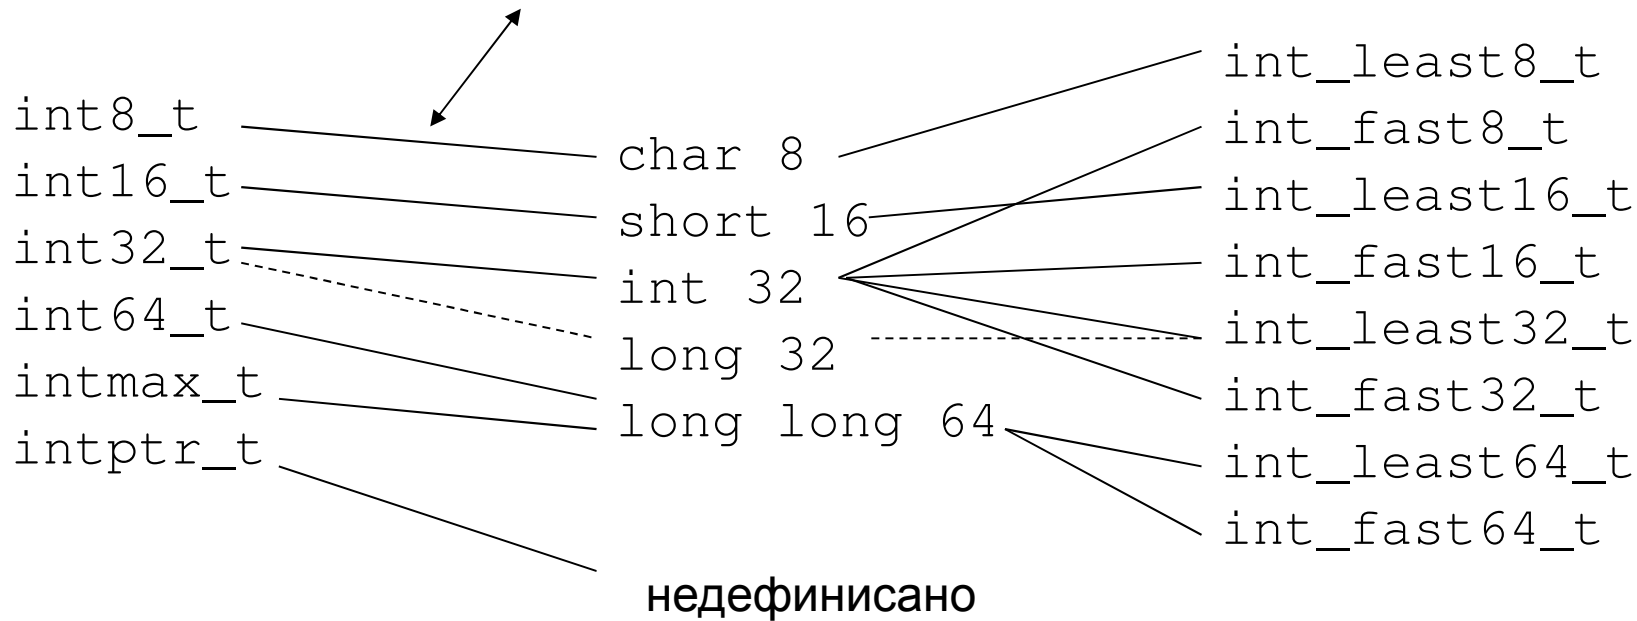 int8_t
int16_t
int32_t
int64_t
intmax_t
intptr_t
char 8
short 16
int 32
long 32
long long 64
недефинисано
int_least8_t
int_fast8_t
int_least16_t
int_fast16_t
int_least32_t
int_fast32_t
int_least64_t
int_fast64_t